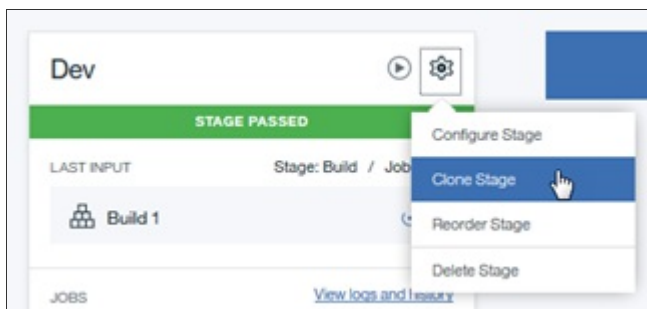 Dev
STAGE PASSED
Configure Stage
LAST INPUT Stage: Build / Job
Clone Stage
Build 1
Reorder Stage
Delete Stage
JOBS View logs and history